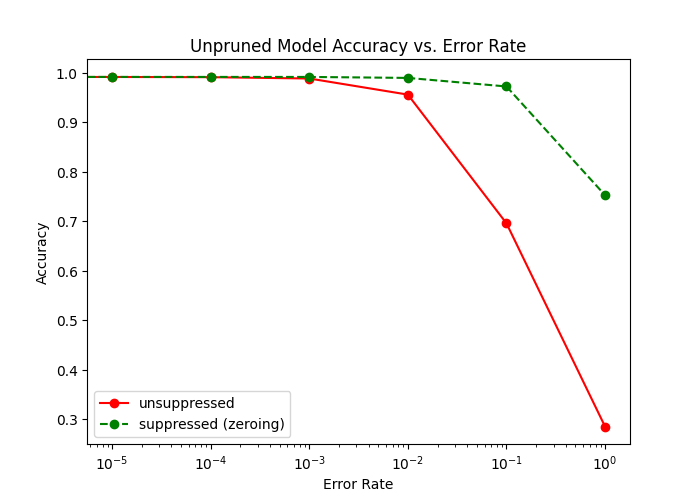 Unpruned Model Accuracy vs. Error Rate
1.0
0.9
0.8
0.7
0.6
0.5
0.4
0.3
Accuracy
unsuppressed
suppressed (zeroing)
10⁻⁵ 10⁻⁴ 10⁻³ 10⁻² 10⁻¹ 10⁰
Error Rate